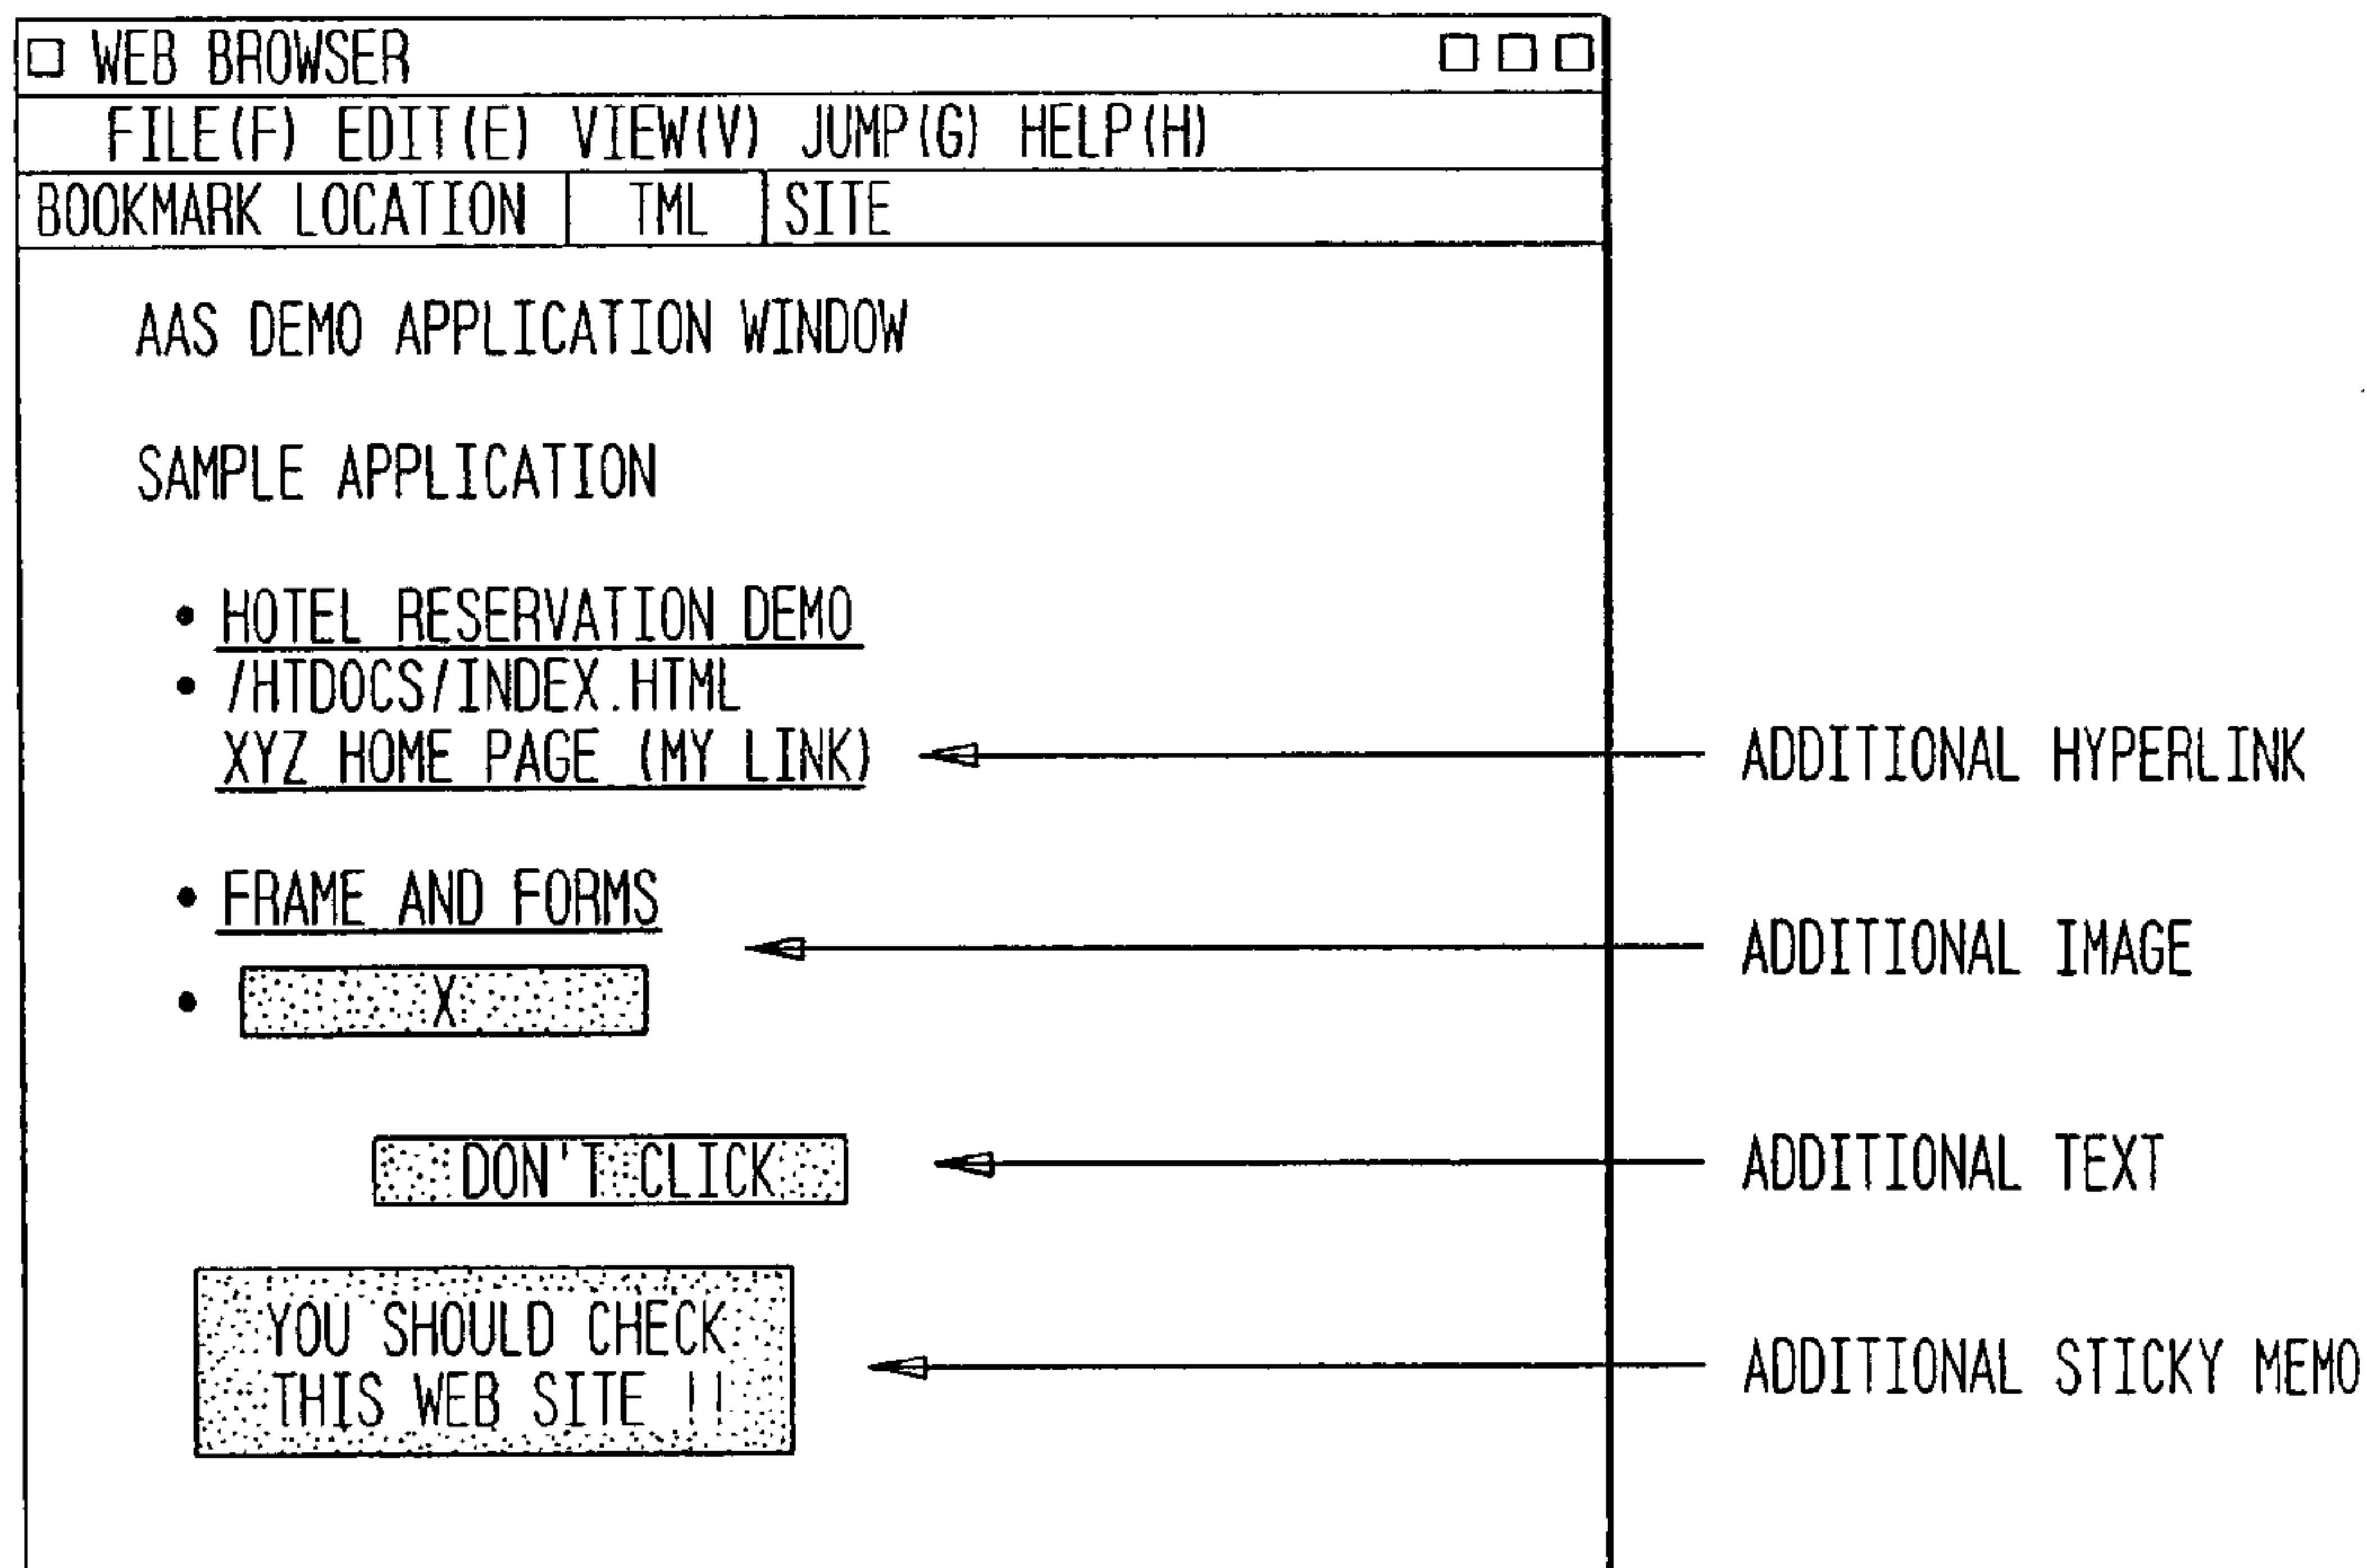 WEB BROWSER
FILE(F) EDIT(E) VIEW(V) JUMP(G) HELP(H)
BOOKMARK LOCATION TML SITE
AAS DEMO APPLICATION WINDOW
SAMPLE APPLICATION
• HOTEL RESERVATION DEMO
• /HTDOCS/INDEX.HTML
XYZ HOME PAGE (MY LINK)
ADDITIONAL HYPERLINK
• FRAME AND FORMS
ADDITIONAL IMAGE
• X
DON'T CLICK
ADDITIONAL TEXT
YOU SHOULD CHECK
THIS WEB SITE !!
ADDITIONAL STICKY MEMO